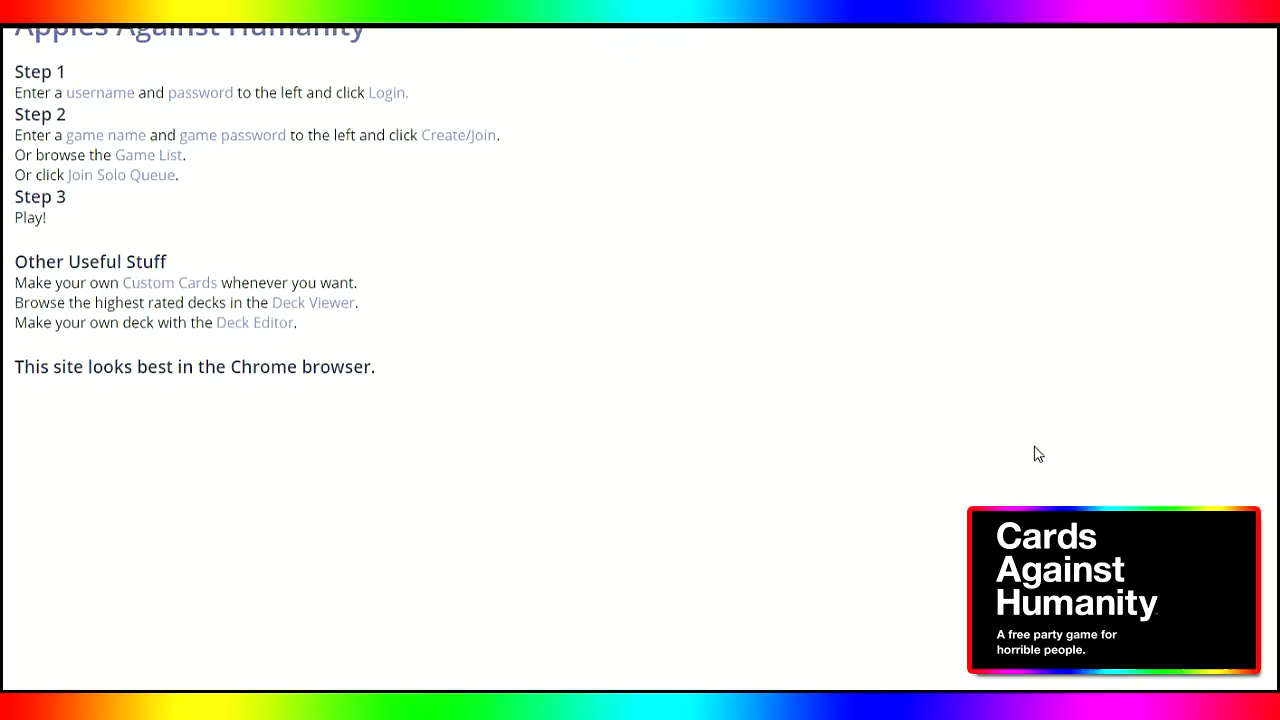 Apples Against Humanity
Step 1
Enter a username and password to the left and click Login.
Step 2
Enter a game name and game password to the left and click Create/Join.
Or browse the Game List.
Or click Join Solo Queue.
Step 3
Play!
Other Useful Stuff
Make your own Custom Cards whenever you want.
Browse the highest rated decks in the Deck Viewer.
Make your own deck with the Deck Editor.
This site looks best in the Chrome browser.
Cards
Against
Humanity
A free party game for
horrible people.